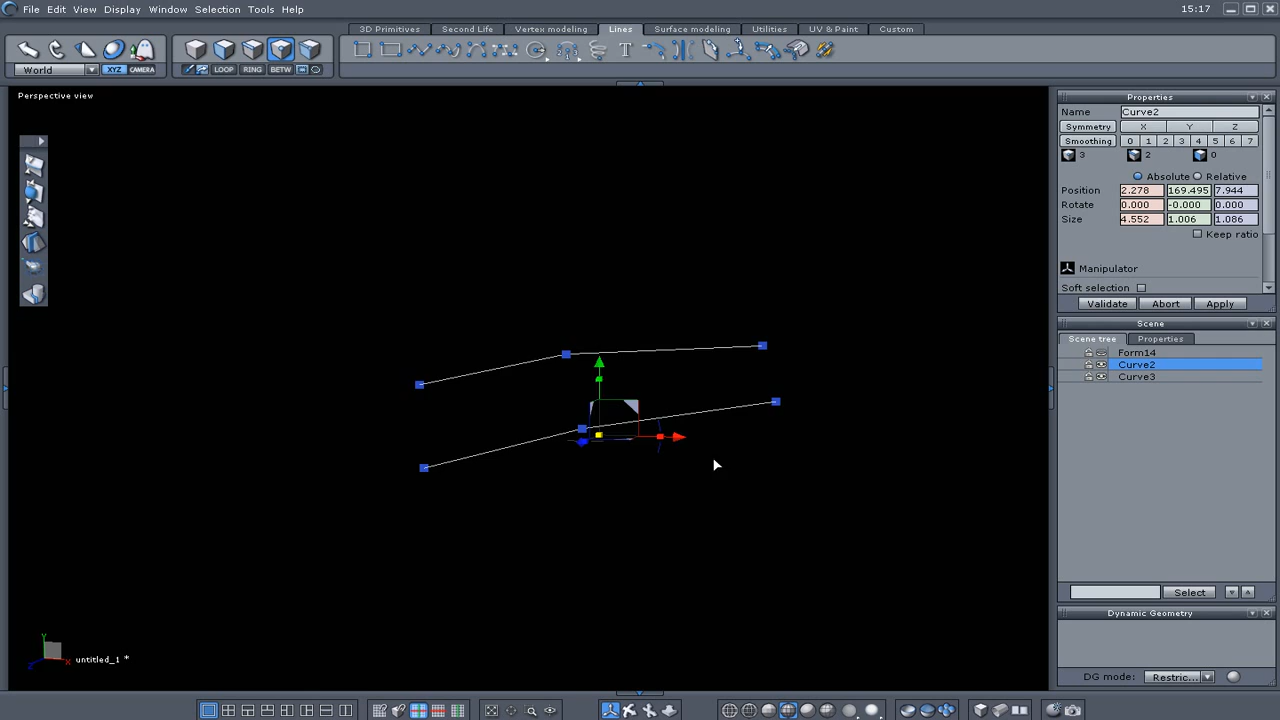 File Edit View Display Window Selection Tools Help 15:17
3D Primitives Second Life Vertex modeling Lines Surface modeling Utilities UV & Paint Custom
World XYZ CAMERA LOOP RING BETW
Perspective view
Properties
Name Curve2
Symmetry X Y Z
Smoothing 0 1 2 3 4 5 6 7
3 2 0
Absolute Relative
Position 2.278 169.495 7.944
Rotate 0.000 -0.000 0.000
Size 4.552 1.006 1.086
Keep ratio
Manipulator
Soft selection
Validate Abort Apply
Scene
Scene tree Properties
Form14
Curve2
Curve3
Select
Dynamic Geometry
DG mode: Restric...
Y
X
Z
untitled_1 *